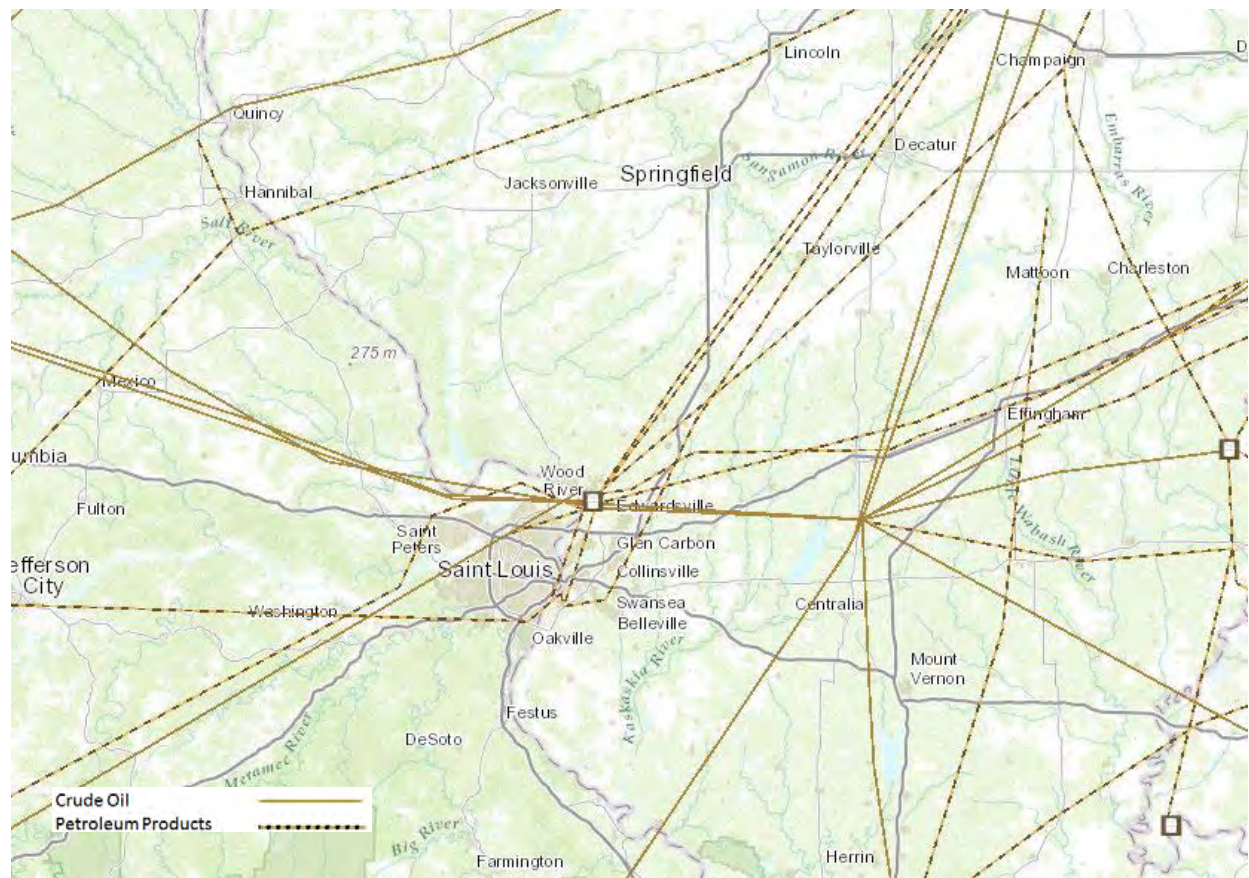 Lincoln
Champaign
D
Quincy
Embarras River
Decatur
Sangamon River
Springfield
Jacksonville
Hannibal
Salt River
Taylorville
Mattoon
Charleston
275 m
Mexico
Effingham
umbia
Wood
River
Edwardsville
Fulton
Saint
Peters
Glen Carbon
Little Wabash River
efferson
City
Saint Louis
Collinsville
Washington
Swansea
Belleville
Centralia
Oakville
Kaskaskia River
Mount
Vernon
Festus
DeSoto
Meramec River
Crude Oil
Petroleum Products
Big River
Farmington
Herrin